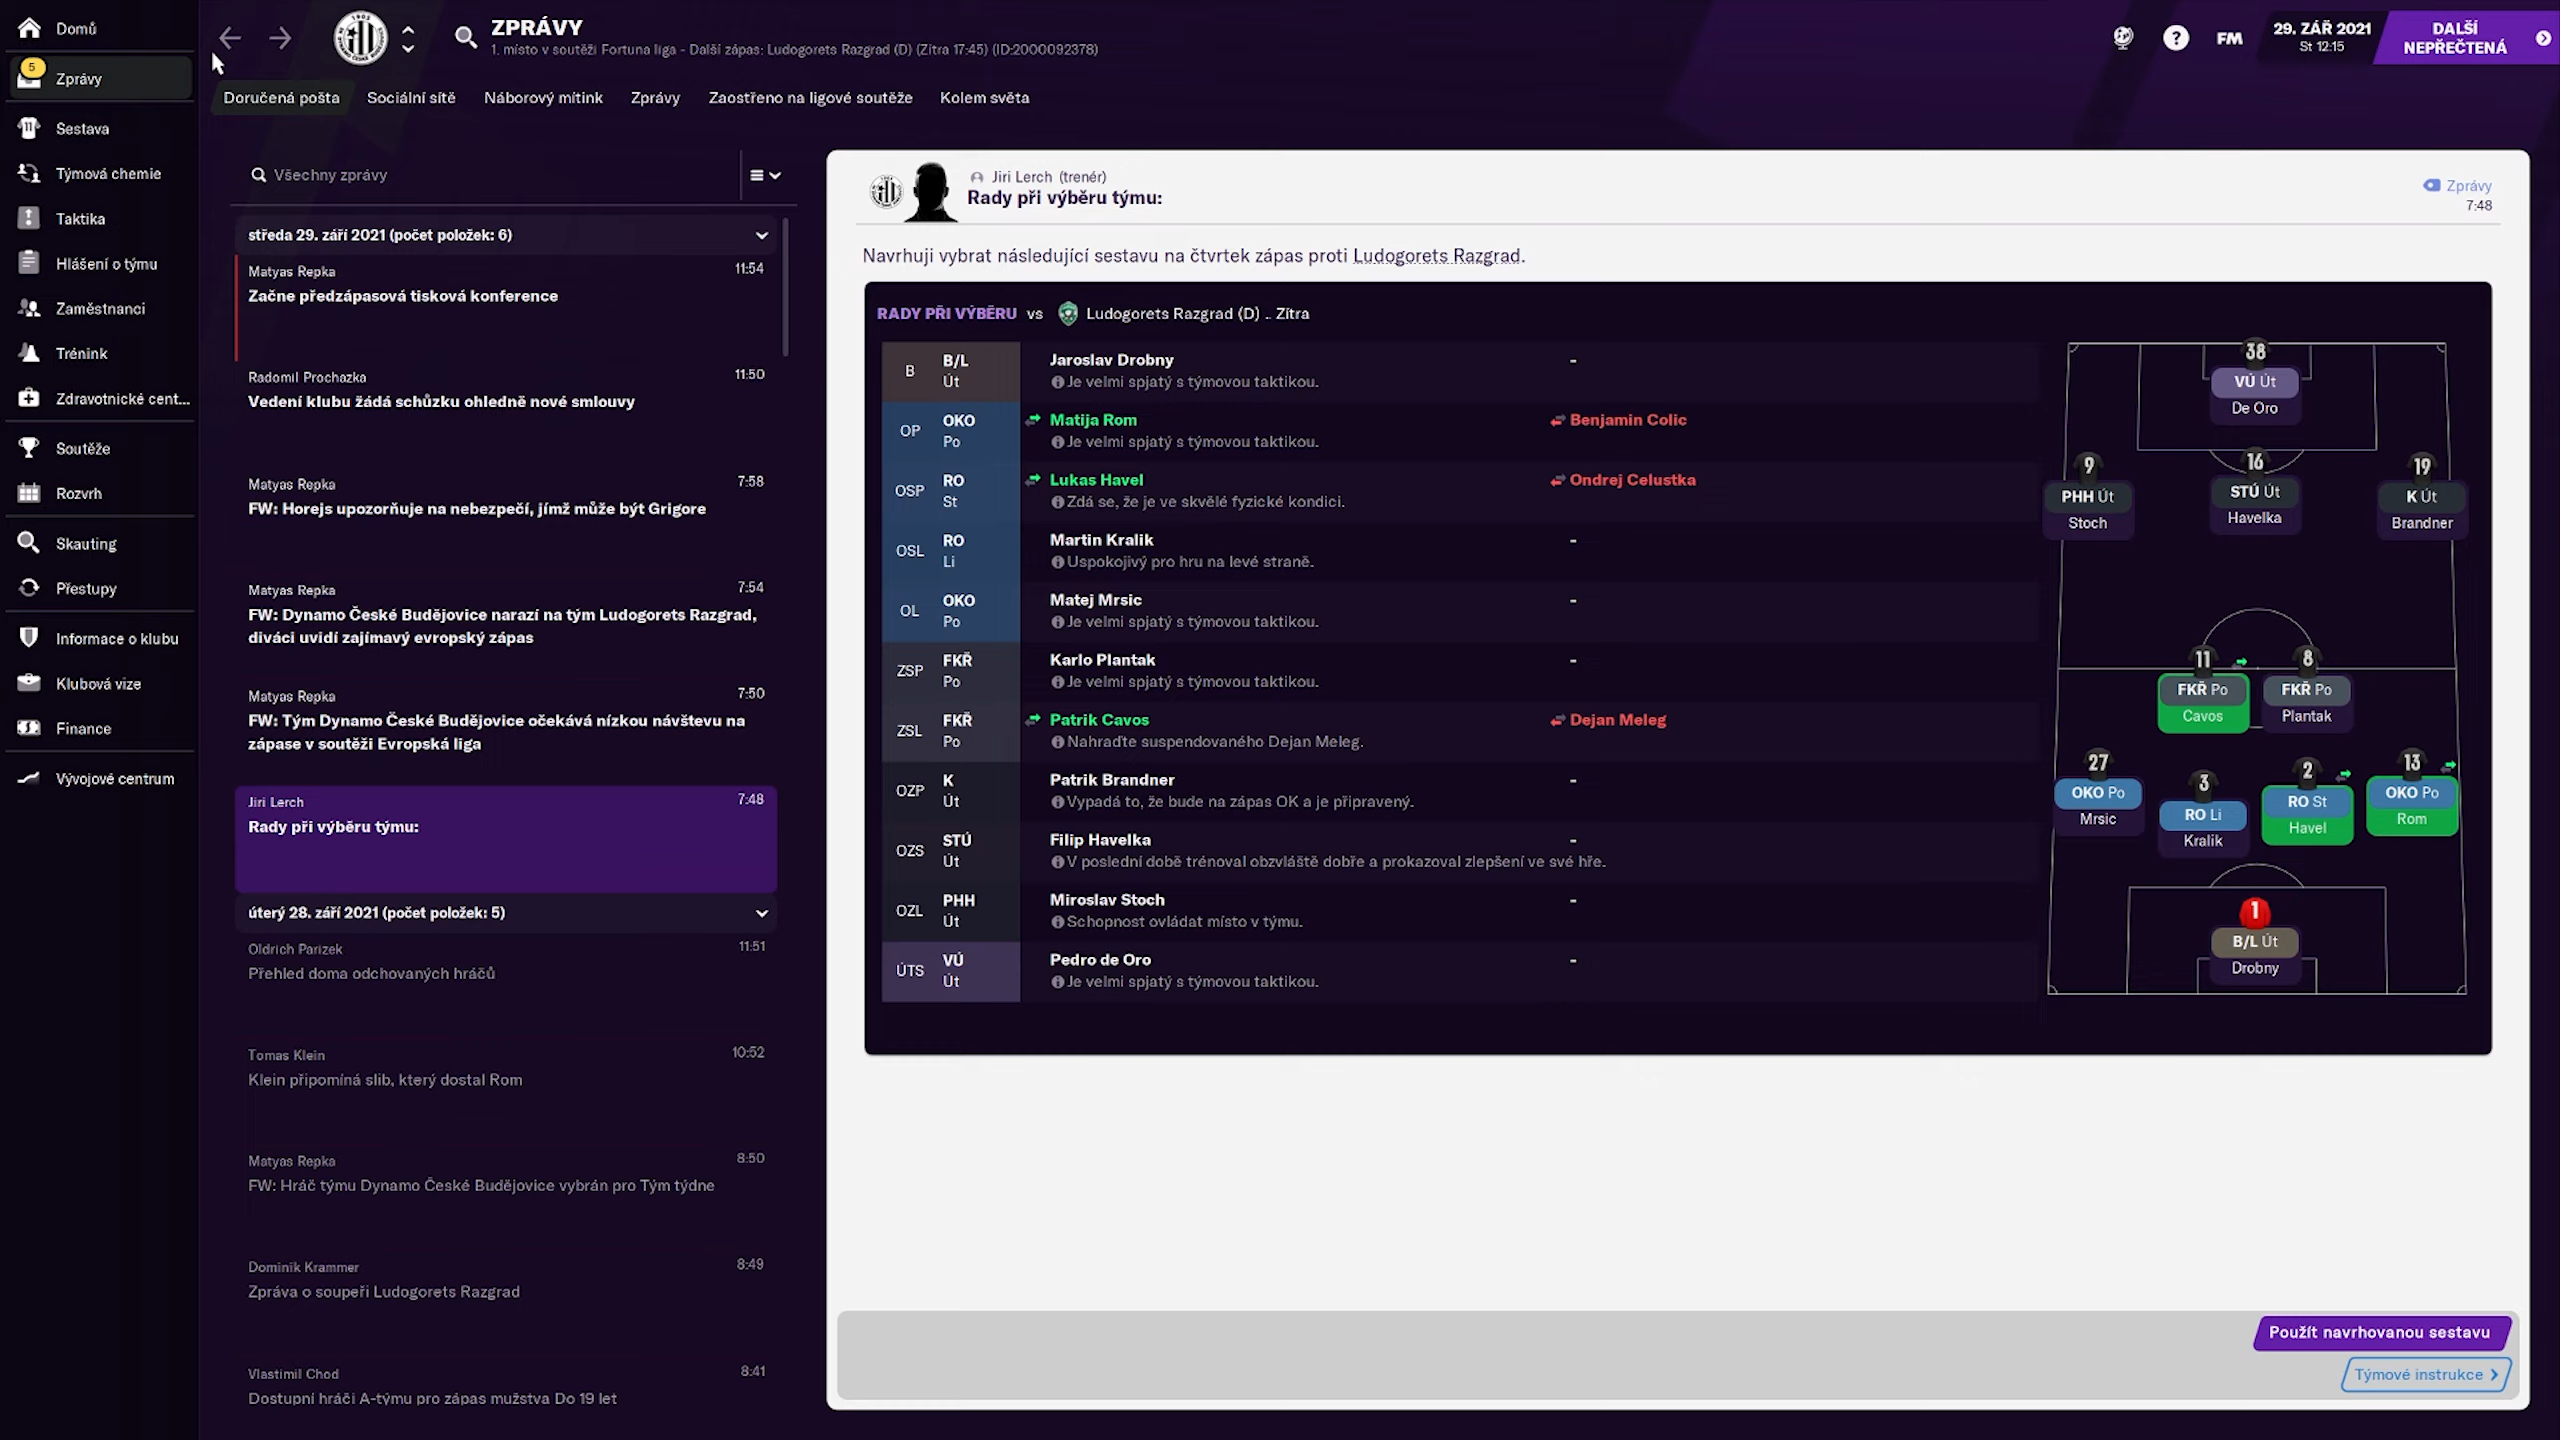 Domů
5
Zprávy
Sestava
Týmová chemie
Taktika
Hlášení o týmu
Zaměstnanci
Trénink
Zdravotnické cent...
Soutěže
Rozvrh
Skauting
Přestupy
Informace o klubu
Klubová vize
Finance
Vývojové centrum
ZPRÁVY
1. místo v soutěži Fortuna liga - Další zápas: Ludogorets Razgrad (D) (Zítra 17:45) (ID:2000092378)
FM
29. ZÁŘ 2021
St 12:15
DALŠÍ
NEPŘEČTENÁ
Doručená pošta Sociální sítě Náborový mítink Zprávy Zaostřeno na ligové soutěže Kolem světa
Všechny zprávy
středa 29. září 2021 (počet položek: 6)
Matyas Repka 11:54
Začne předzápasová tisková konference
Radomil Prochazka 11:50
Vedení klubu žádá schůzku ohledně nové smlouvy
Matyas Repka 7:58
FW: Horejs upozorňuje na nebezpečí, jímž může být Grigore
Matyas Repka 7:54
FW: Dynamo České Budějovice narazí na tým Ludogorets Razgrad,
diváci uvidí zajímavý evropský zápas
Matyas Repka 7:50
FW: Tým Dynamo České Budějovice očekává nízkou návštevu na
zápase v soutěži Evropská liga
Jiri Lerch 7:48
Rady při výběru týmu:
úterý 28. září 2021 (počet položek: 5)
Oldrich Parizek 11:51
Přehled doma odchovaných hráčů
Tomas Klein 10:52
Klein připomíná slib, který dostal Rom
Matyas Repka 8:50
FW: Hráč týmu Dynamo České Budějovice vybrán pro Tým týdne
Dominik Krammer 8:49
Zpráva o soupeři Ludogorets Razgrad
Vlastimil Chod 8:41
Dostupní hráči A-týmu pro zápas mužstva Do 19 let
Jiri Lerch (trenér)
Rady při výběru týmu:
Zprávy
7:48
Navrhuji vybrat následující sestavu na čtvrtek zápas proti Ludogorets Razgrad.
RADY PŘI VÝBĚRU vs Ludogorets Razgrad (D) .. Zítra
B B/L Út Jaroslav Drobny -
Je velmi spjatý s týmovou taktikou.
OP OKO Po Matija Rom Benjamin Colic
Je velmi spjatý s týmovou taktikou.
OSP RO St Lukas Havel Ondrej Celustka
Zdá se, že je ve skvělé fyzické kondici.
OSL RO Li Martin Kralik -
Uspokojivý pro hru na levé straně.
OL OKO Po Matej Mrsic -
Je velmi spjatý s týmovou taktikou.
ZSP FKŘ Po Karlo Plantak -
Je velmi spjatý s týmovou taktikou.
ZSL FKŘ Po Patrik Cavos Dejan Meleg
Nahraďte suspendovaného Dejan Meleg.
OZP K Út Patrik Brandner -
Vypadá to, že bude na zápas OK a je připravený.
OZS STÚ Út Filip Havelka -
V poslední době trénoval obzvláště dobře a prokazoval zlepšení ve své hře.
OZL PHH Út Miroslav Stoch -
Schopnost ovládat místo v týmu.
ÚTS VÚ Út Pedro de Oro -
Je velmi spjatý s týmovou taktikou.
38
VÚ Út
De Oro
9 16 19
PHH Út STÚ Út K Út
Stoch Havelka Brandner
11 8
FKŘ Po FKŘ Po
Cavos Plantak
27 3 2 13
OKO Po RO Li RO St OKO Po
Mrsic Kralik Havel Rom
1
B/L Út
Drobny
Použít navrhovanou sestavu
Týmové instrukce